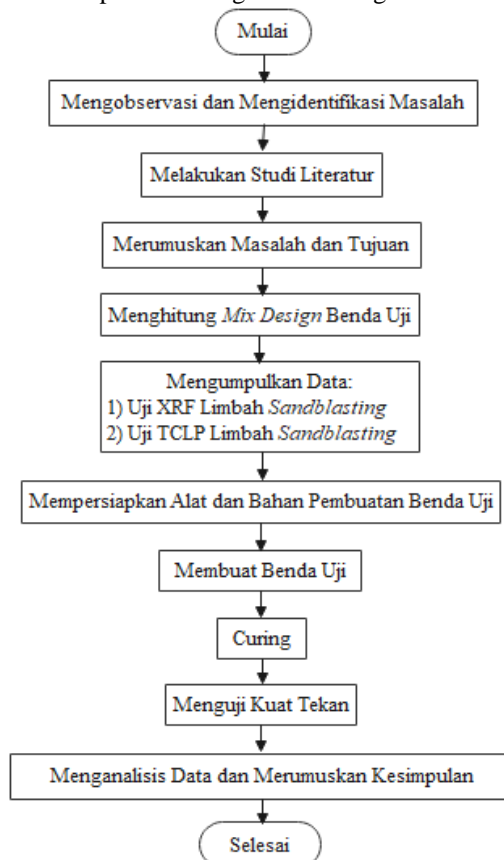 Mulai
Mengobservasi dan Mengidentifikasi Masalah
Melakukan Studi Literatur
Merumuskan Masalah dan Tujuan
Menghitung Mix Design Benda Uji
Mengumpulkan Data:
1) Uji XRF Limbah Sandblasting
2) Uji TCLP Limbah Sandblasting
Mempersiapkan Alat dan Bahan Pembuatan Benda Uji
Membuat Benda Uji
Curing
Menguji Kuat Tekan
Menganalisis Data dan Merumuskan Kesimpulan
Selesai